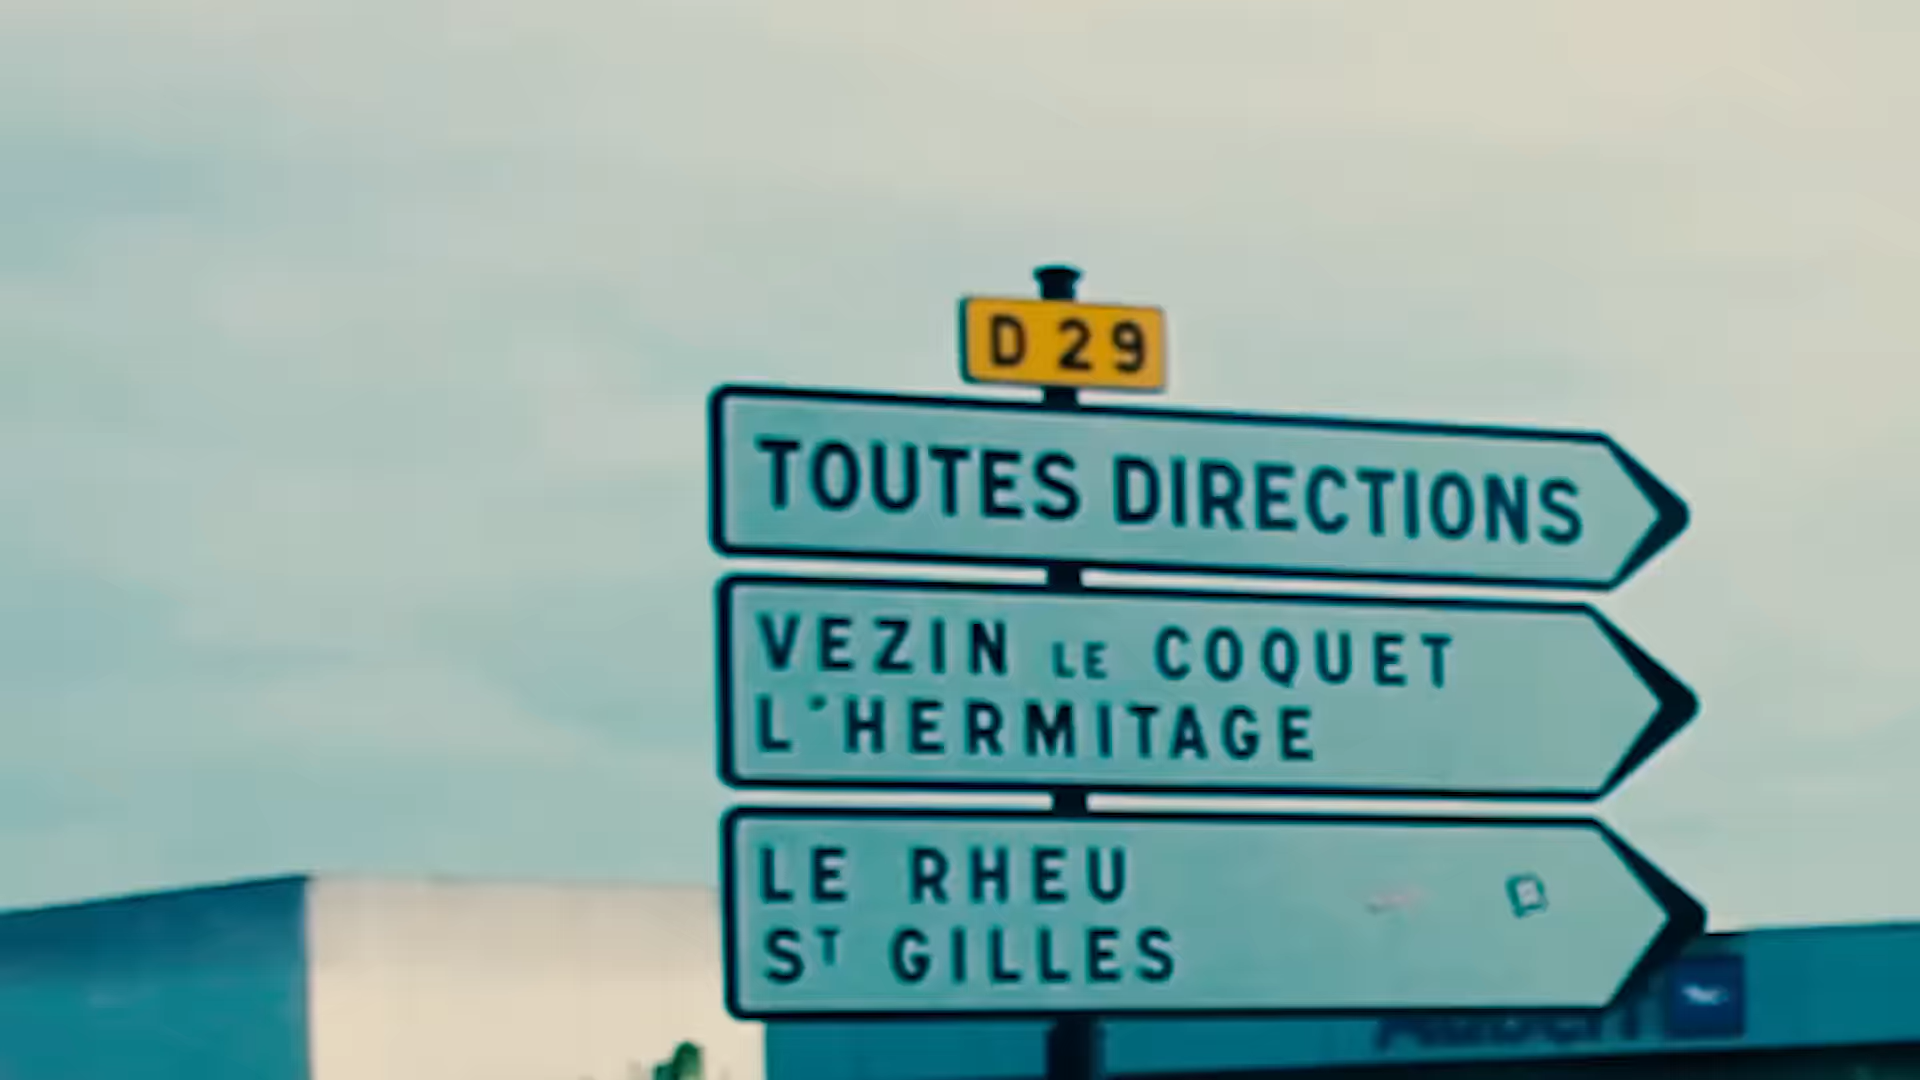 D 29
TOUTES DIRECTIONS
VEZIN LE COQUET
L'HERMITAGE
LE RHEU
ST GILLES